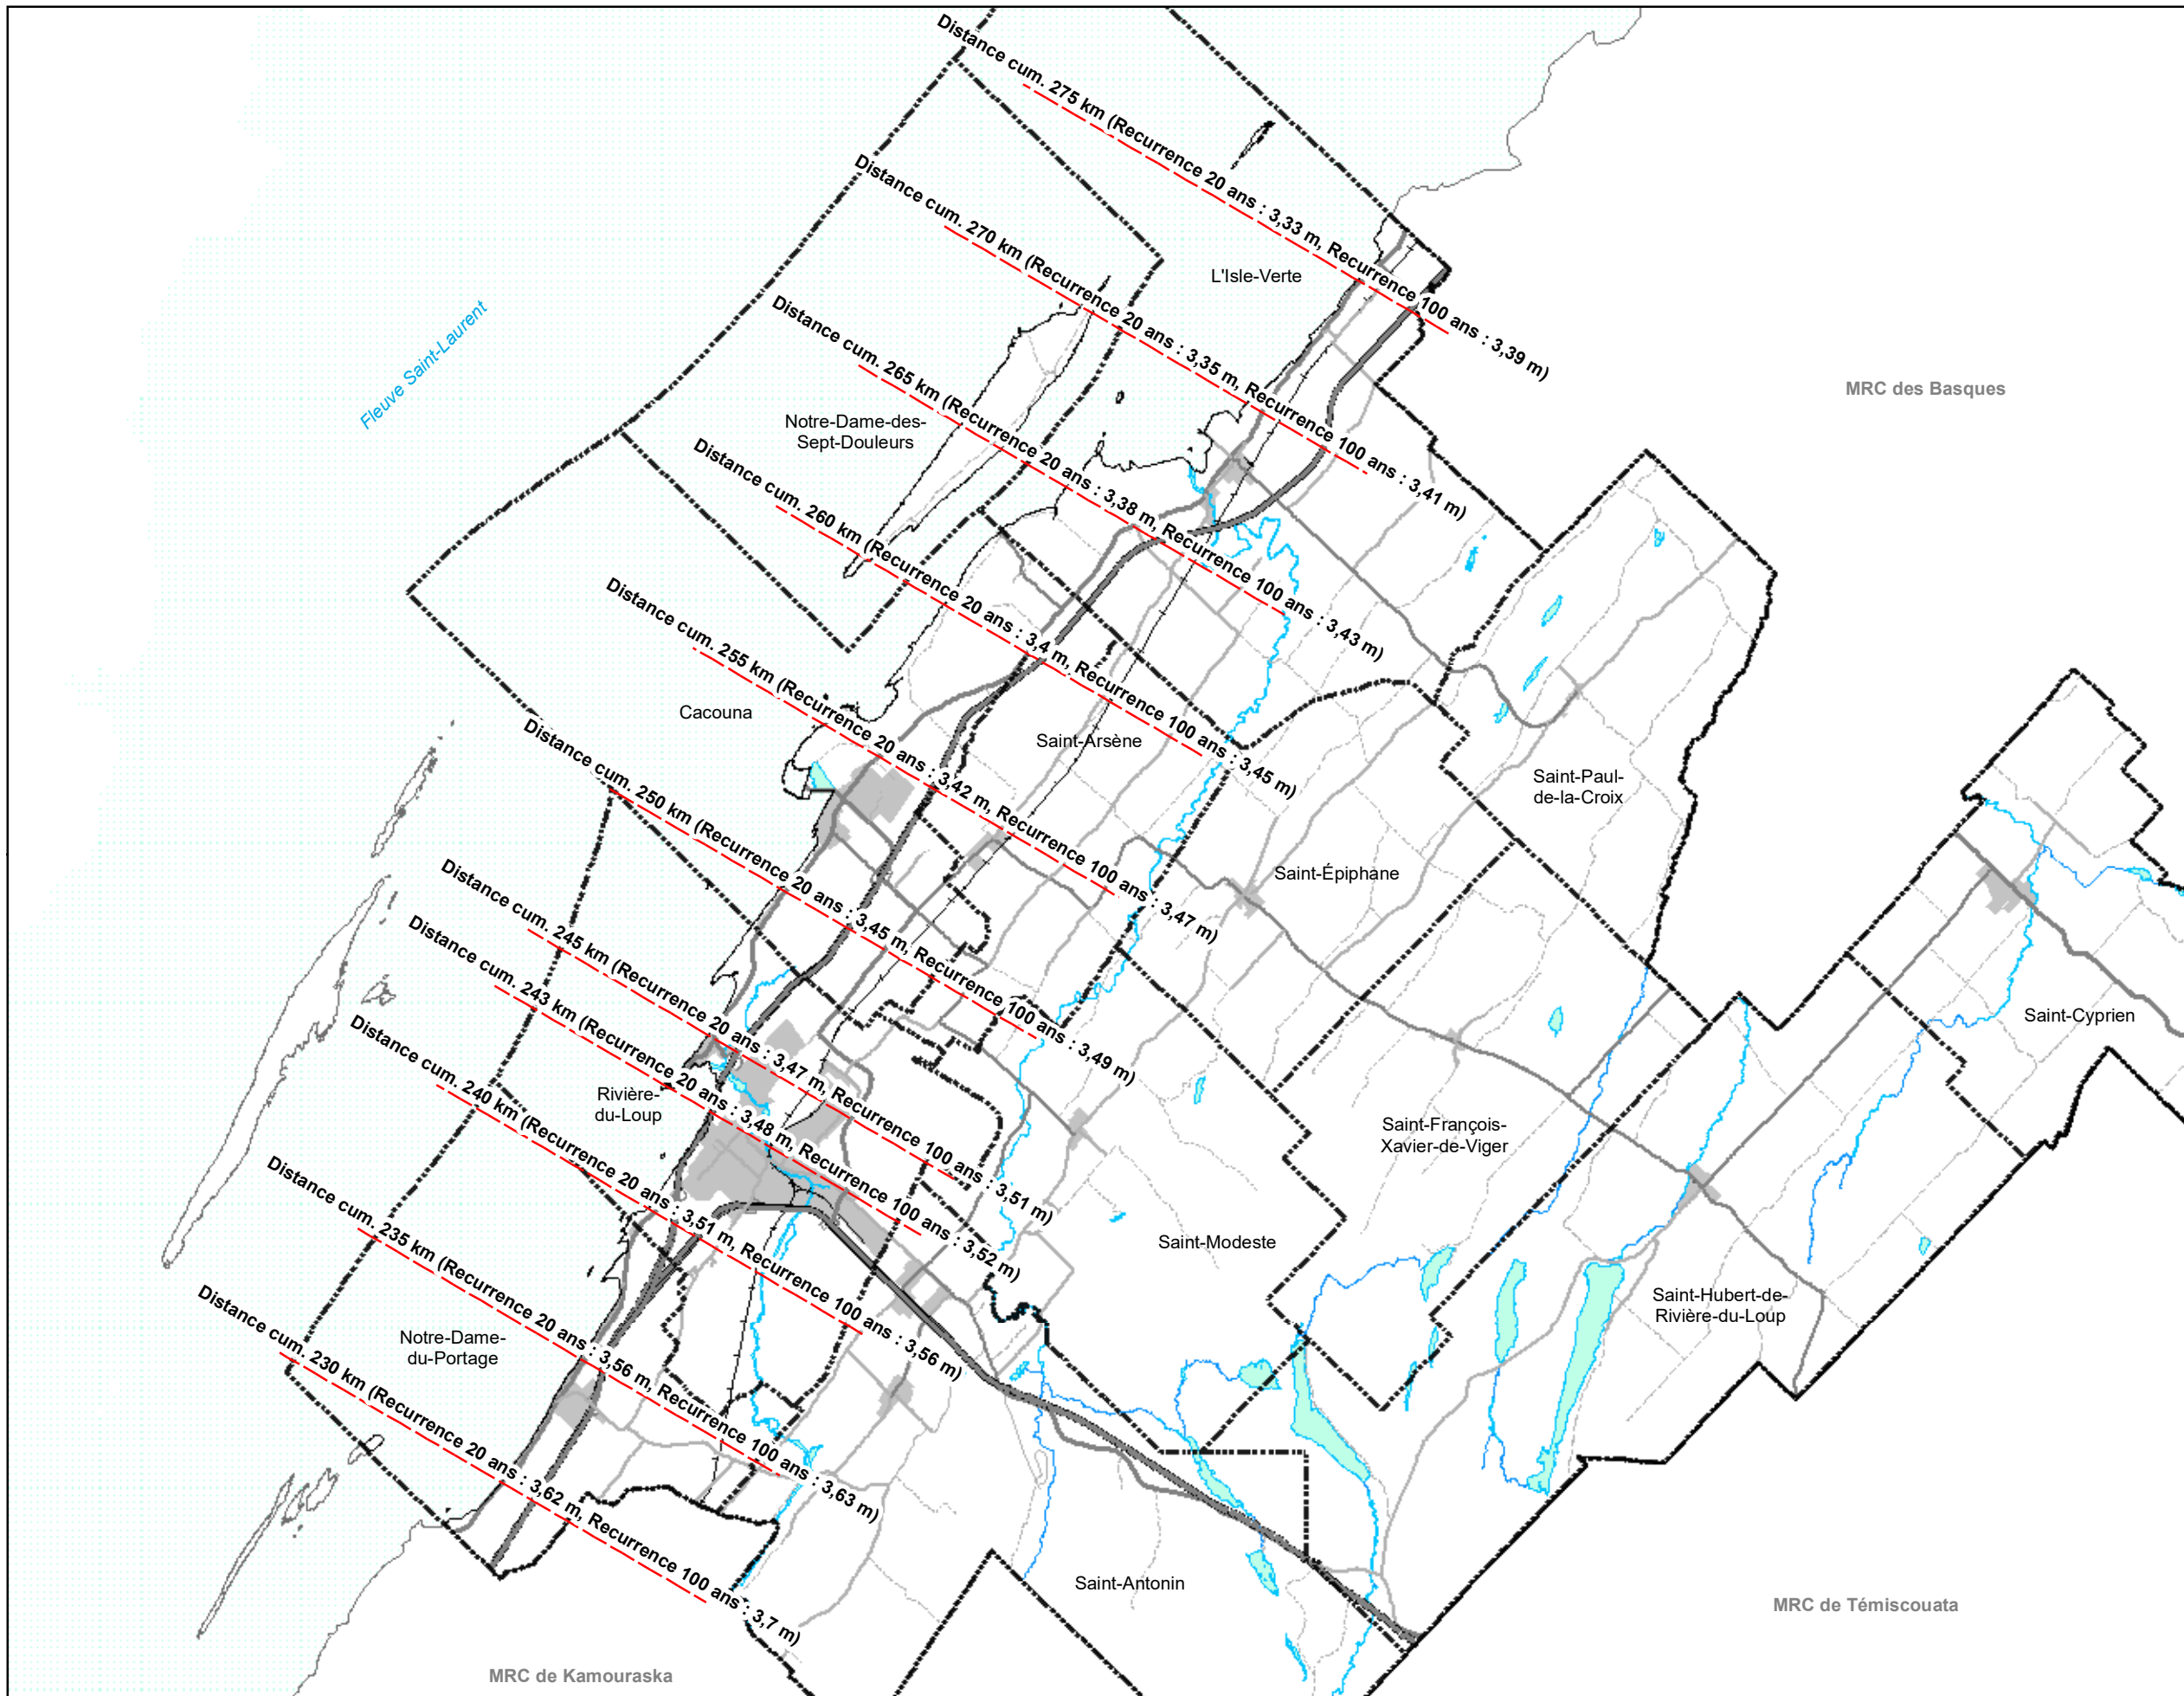 Distance cum. 275 km (Recurrence 20 ans : 3,33 m, Recurrence 100 ans : 3,39 m)
Distance cum. 270 km (Recurrence 20 ans : 3,35 m, Recurrence 100 ans : 3,41 m)
L'Isle-Verte
Fleuve Saint-Laurent
MRC des Basques
Distance cum. 265 km (Recurrence 20 ans : 3,38 m, Recurrence 100 ans : 3,43 m)
Notre-Dame-des-
Sept-Douleurs
Distance cum. 260 km (Recurrence 20 ans : 3,4 m, Recurrence 100 ans : 3,45 m)
Distance cum. 255 km (Recurrence 20 ans : 3,42 m, Recurrence 100 ans : 3,47 m)
Cacouna
Saint-Arsène
Saint-Paul-
de-la-Croix
Distance cum. 250 km (Recurrence 20 ans : 3,45 m, Recurrence 100 ans : 3,49 m)
Saint-Épiphane
Distance cum. 245 km (Recurrence 20 ans : 3,47 m, Recurrence 100 ans : 3,51 m)
Distance cum. 243 km (Recurrence 20 ans : 3,48 m, Recurrence 100 ans : 3,52 m)
Saint-Cyprien
Distance cum. 240 km (Recurrence 20 ans : 3,51 m, Recurrence 100 ans : 3,56 m)
Rivière-
du-Loup
Saint-François-
Xavier-de-Viger
Distance cum. 235 km (Recurrence 20 ans : 3,56 m, Recurrence 100 ans : 3,63 m)
Saint-Modeste
Saint-Hubert-de-
Rivière-du-Loup
Distance cum. 230 km (Recurrence 20 ans : 3,62 m, Recurrence 100 ans : 3,7 m)
Notre-Dame-
du-Portage
Saint-Antonin
MRC de Témiscouata
MRC de Kamouraska